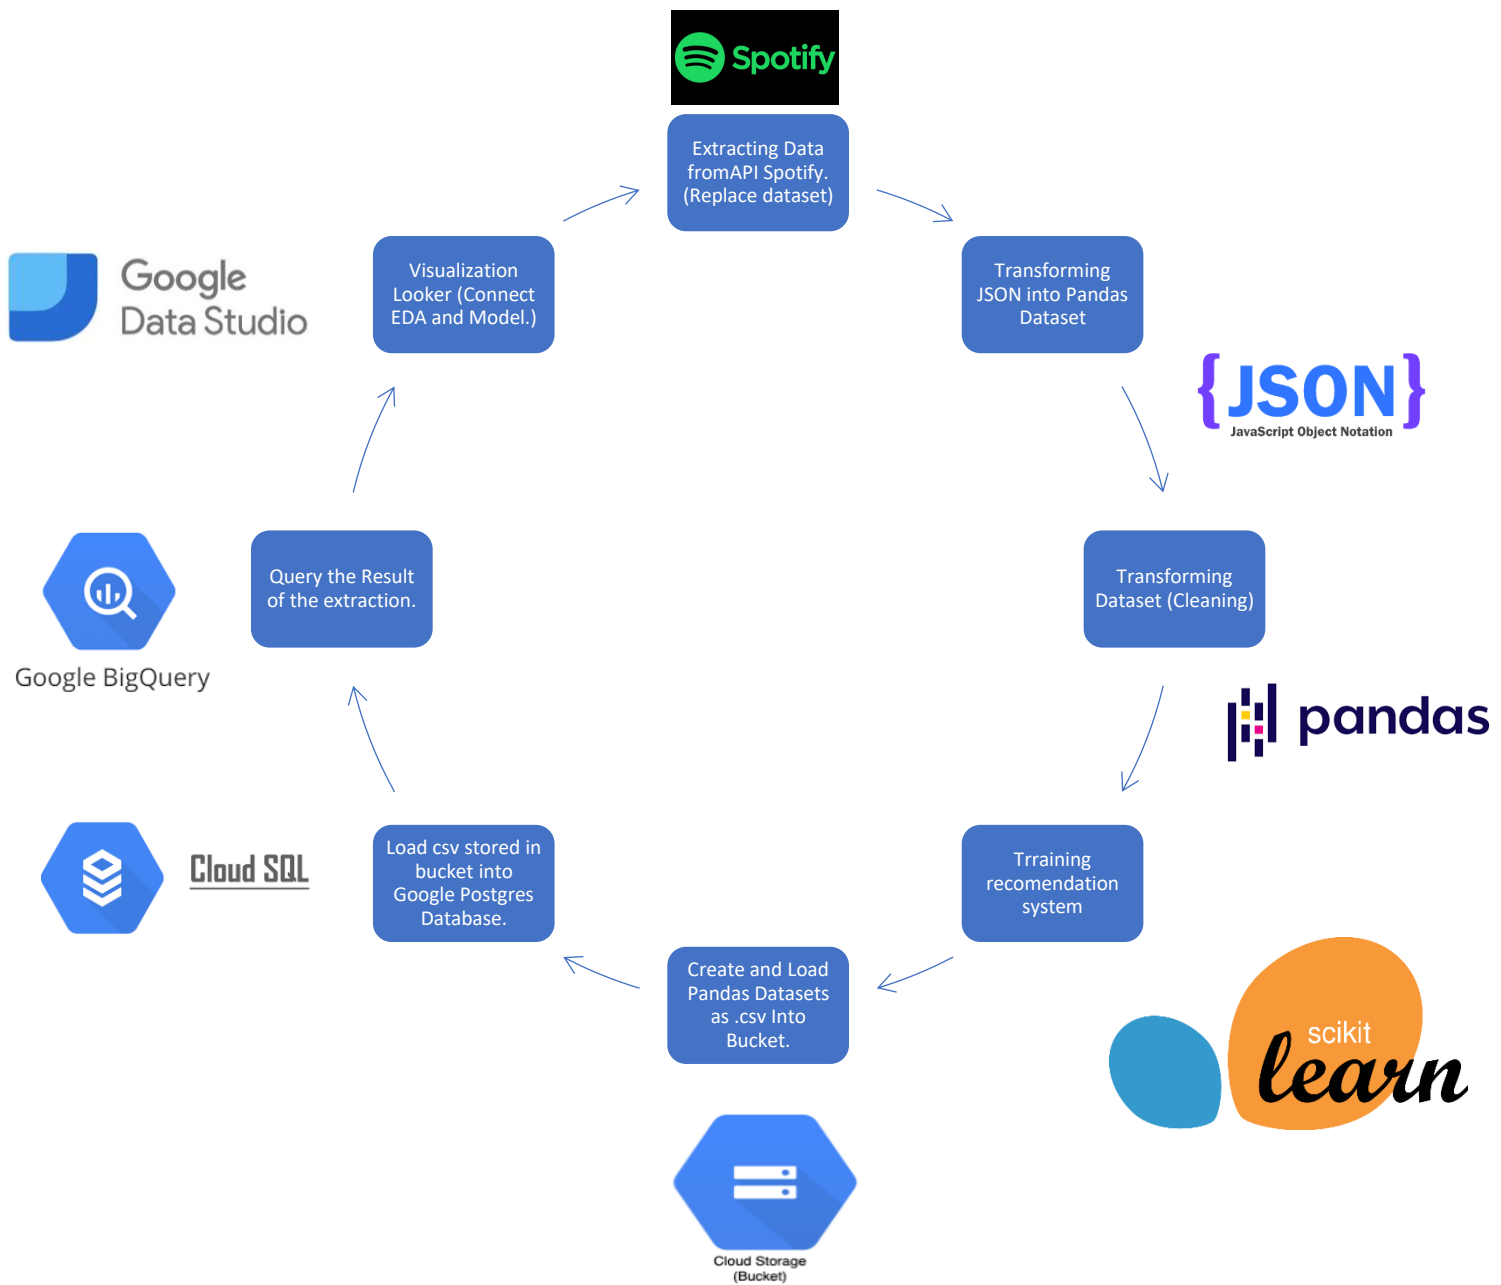 Spotify
Extracting Data
fromAPI Spotify.
(Replace dataset)
Transforming
JSON into Pandas
Dataset
{JSON}
JavaScript Object Notation
Transforming
Dataset (Cleaning)
pandas
Trraining
recomendation
system
scikit
learn
Create and Load
Pandas Datasets
as .csv Into
Bucket.
Cloud Storage
(Bucket)
Load csv stored in
bucket into
Google Postgres
Database.
Cloud SQL
Query the Result
of the extraction.
Google BigQuery
Visualization
Looker (Connect
EDA and Model.)
Google
Data Studio